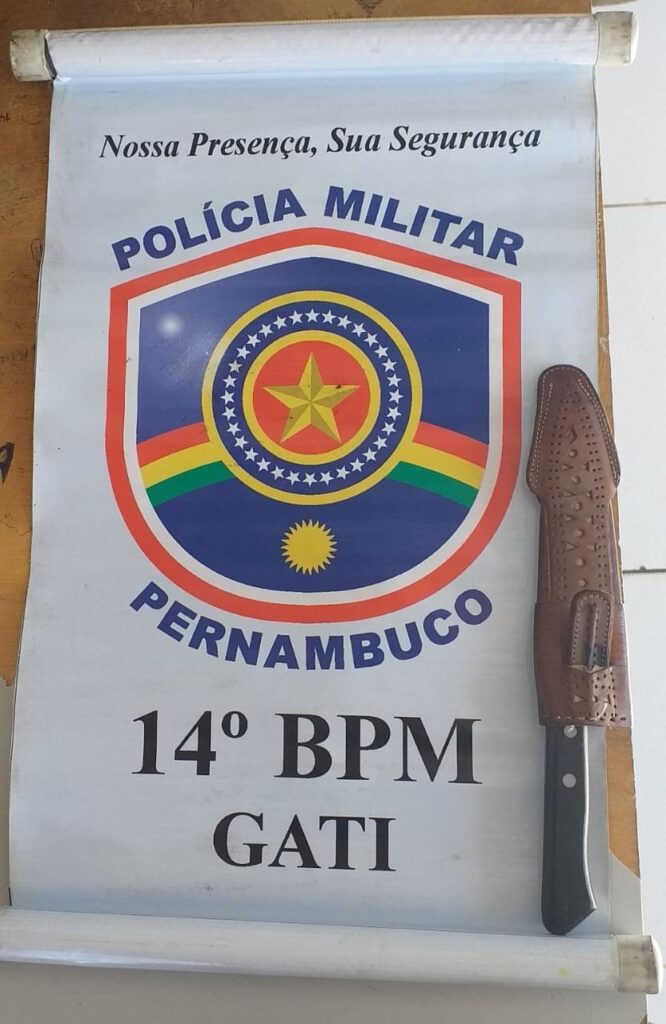 Nossa Presença, Sua Segurança
POLÍCIA MILITAR
PERNAMBUCO
14º BPM
GATI